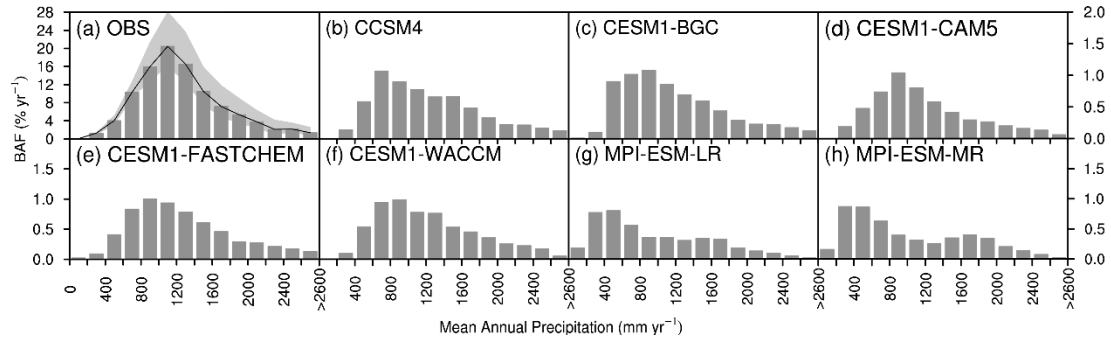 (a) OBS
(b) CCSM4
(c) CESM1-BGC
(d) CESM1-CAM5
28
24
20
16
12
8
4
0
2.0
1.5
1.0
0.5
0.0
BAF (% yr⁻¹)
(e) CESM1-FASTCHEM
(f) CESM1-WACCM
(g) MPI-ESM-LR
(h) MPI-ESM-MR
1.5
1.0
0.5
0.0
1.5
1.0
0.5
0.0
0 400 800 1200 1600 2000 2400 >2600
400 800 1200 1600 2000 2400 >2600
400 800 1200 1600 2000 2400 >2600
400 800 1200 1600 2000 2400 >2600
Mean Annual Precipitation (mm yr⁻¹)